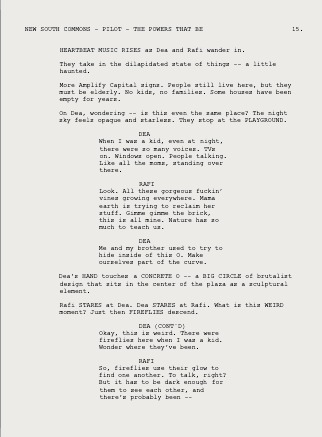 NEW SOUTH COMMONS - PILOT - THE POWERS THAT BE 15.
HEARTBEAT MUSIC RISES as Dea and Rafi wander in.
They take in the dilapidated state of things -- a little
haunted.
More Amplify Capital signs. People still live here, but they
must be elderly. No kids, no families. Some houses have been
empty for years.
On Dea, wondering -- is this even the same place? The night
sky feels opaque and starless. They stop at the PLAYGROUND.
DEA
When I was a kid, even at night,
there were so many voices. TVs
on. Windows open. People talking.
Like all the moms, standing over
there.
RAFI
Look. All these gorgeous fuckin'
vines growing everywhere. Mama
earth is trying to reclaim her
stuff. Gimme gimme the brick,
this is all mine. Nature has so
much to teach us.
DEA
Me and my brother used to try to
hide inside of this O. Make
ourselves part of the curve.
Dea's HAND touches a CONCRETE O -- a BIG CIRCLE of brutalist
design that sits in the center of the plaza as a sculptural
element.
Rafi STARES at Dea. Dea STARES at Rafi. What is this WEIRD
moment? Just then FIREFLIES descend.
DEA (CONT'D)
Okay, this is weird. There were
fireflies here when I was a kid.
Wonder where they've been.
RAFI
So, fireflies use their glow to
find one another. To talk, right?
But it has to be dark enough for
them to see each other, and
there's probably been --